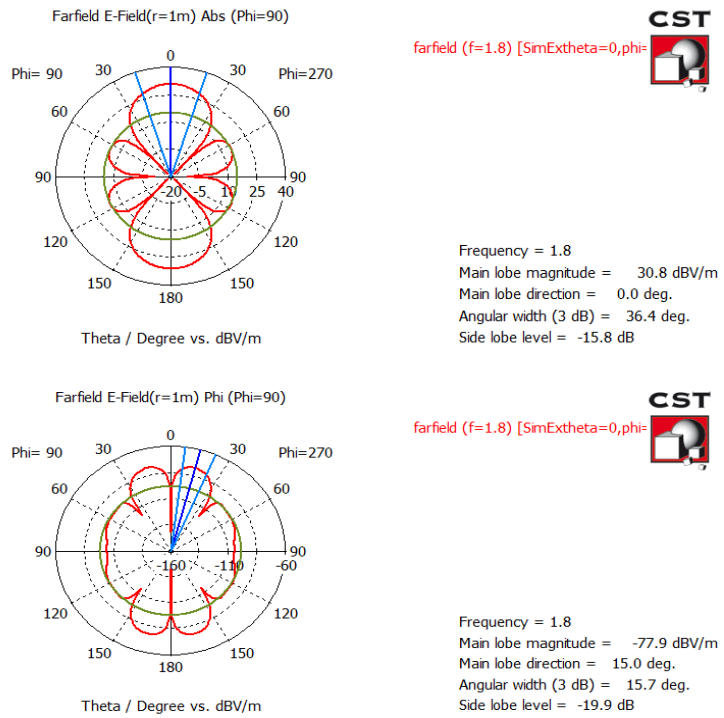 Farfield E-Field(r=1m) Abs (Phi=90)
CST
farfield (f=1.8) [SimExtheta=0,phi=
0
Phi= 90 30 30 Phi=270
60 60
90 -20 -5 10 25 40 90
120 120
150 150
180
Theta / Degree vs. dBV/m
Frequency = 1.8
Main lobe magnitude = 30.8 dBV/m
Main lobe direction = 0.0 deg.
Angular width (3 dB) = 36.4 deg.
Side lobe level = -15.8 dB
Farfield E-Field(r=1m) Phi (Phi=90)
CST
farfield (f=1.8) [SimExtheta=0,phi=
0
Phi= 90 30 30 Phi=270
60 60
90 -160 -110 -60 90
120 120
150 150
180
Theta / Degree vs. dBV/m
Frequency = 1.8
Main lobe magnitude = -77.9 dBV/m
Main lobe direction = 15.0 deg.
Angular width (3 dB) = 15.7 deg.
Side lobe level = -19.9 dB